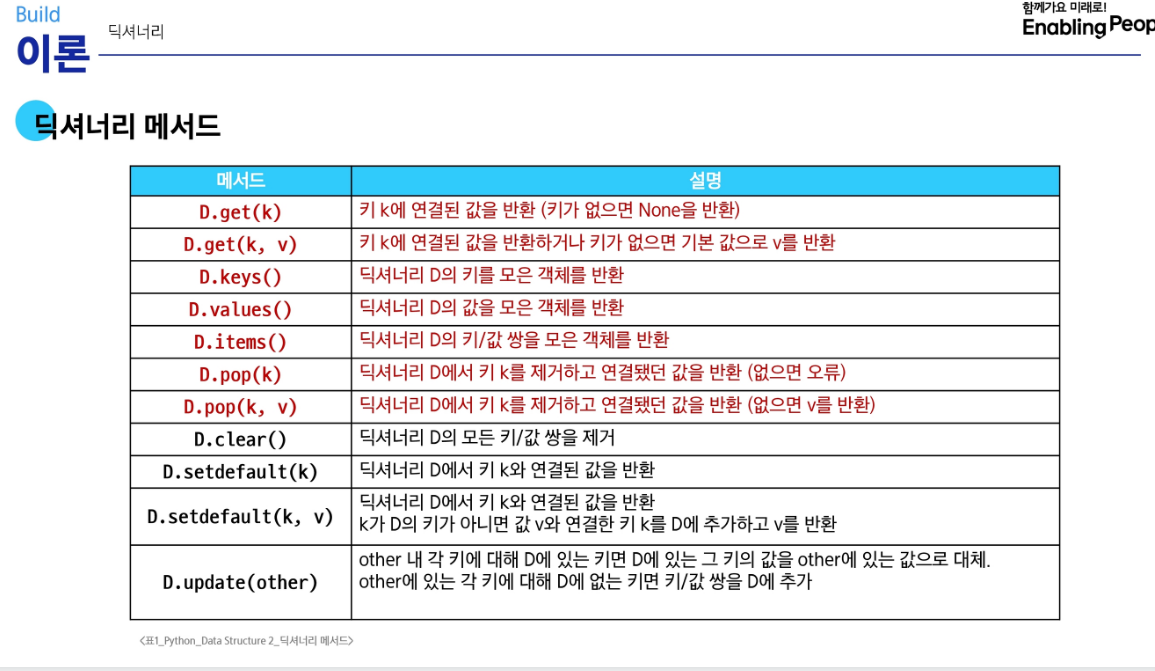 Build
이론
딕셔너리
함께가요 미래로!
Enabling Peop
딕셔너리 메서드
메서드 설명
D.get(k) 키 k에 연결된 값을 반환 (키가 없으면 None을 반환)
D.get(k, v) 키 k에 연결된 값을 반환하거나 키가 없으면 기본 값으로 v를 반환
D.keys() 딕셔너리 D의 키를 모은 객체를 반환
D.values() 딕셔너리 D의 값을 모은 객체를 반환
D.items() 딕셔너리 D의 키/값 쌍을 모은 객체를 반환
D.pop(k) 딕셔너리 D에서 키 k를 제거하고 연결됐던 값을 반환 (없으면 오류)
D.pop(k, v) 딕셔너리 D에서 키 k를 제거하고 연결됐던 값을 반환 (없으면 v를 반환)
D.clear() 딕셔너리 D의 모든 키/값 쌍을 제거
D.setdefault(k) 딕셔너리 D에서 키 k와 연결된 값을 반환
D.setdefault(k, v) 딕셔너리 D에서 키 k와 연결된 값을 반환
k가 D의 키가 아니면 값 v와 연결한 키 k를 D에 추가하고 v를 반환
D.update(other) other 내 각 키에 대해 D에 있는 키면 D에 있는 그 키의 값을 other에 있는 값으로 대체.
other에 있는 각 키에 대해 D에 없는 키면 키/값 쌍을 D에 추가
<표1_Python_Data Structure 2_딕셔너리 메서드>